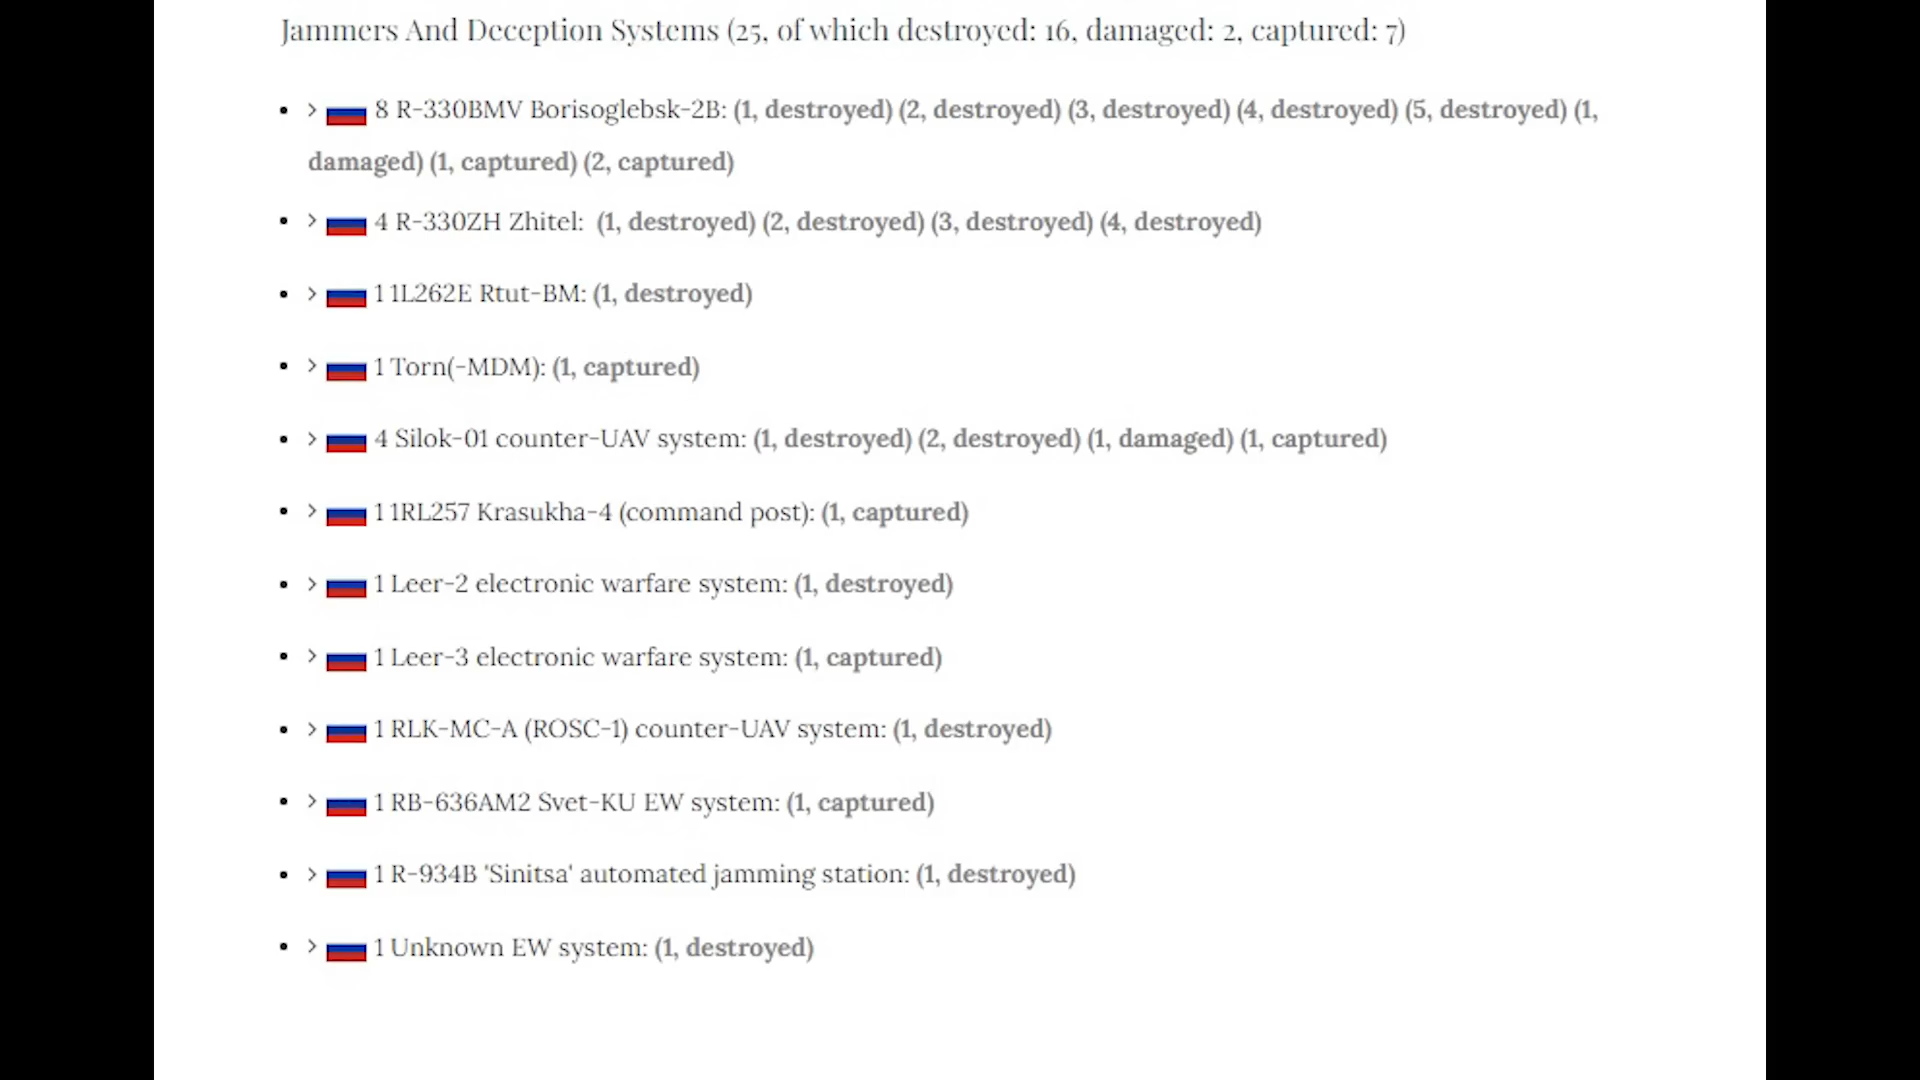 Jammers And Deception Systems (25, of which destroyed: 16, damaged: 2, captured: 7)
• > 8 R-330BMV Borisoglebsk-2B: (1, destroyed) (2, destroyed) (3, destroyed) (4, destroyed) (5, destroyed) (1,
damaged) (1, captured) (2, captured)
• > 4 R-330ZH Zhitel: (1, destroyed) (2, destroyed) (3, destroyed) (4, destroyed)
• > 1 1L262E Rtut-BM: (1, destroyed)
• > 1 Torn(-MDM): (1, captured)
• > 4 Silok-01 counter-UAV system: (1, destroyed) (2, destroyed) (1, damaged) (1, captured)
• > 1 1RL257 Krasukha-4 (command post): (1, captured)
• > 1 Leer-2 electronic warfare system: (1, destroyed)
• > 1 Leer-3 electronic warfare system: (1, captured)
• > 1 RLK-MC-A (ROSC-1) counter-UAV system: (1, destroyed)
• > 1 RB-636AM2 Svet-KU EW system: (1, captured)
• > 1 R-934B 'Sinitsa' automated jamming station: (1, destroyed)
• > 1 Unknown EW system: (1, destroyed)